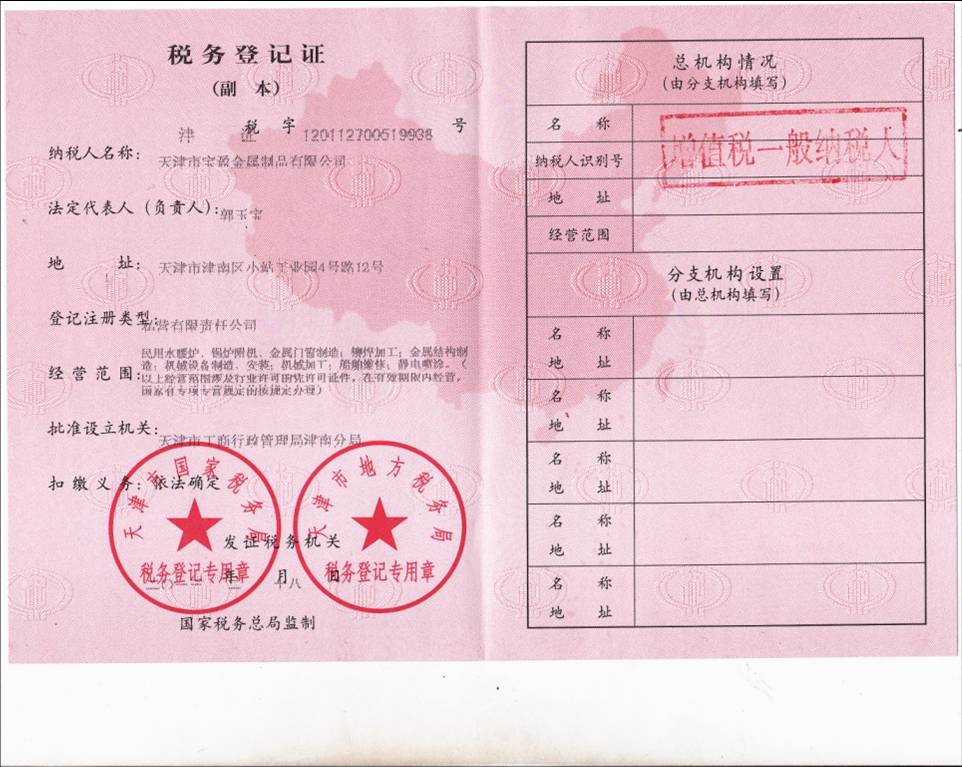 税务登记证
(副 本)
津 税 字 120112700519938 号
纳税人名称: 天津市宝盈金属制品有限公司
法定代表人(负责人): 郭玉宝
地 址: 天津市津南区小站工业园4号路12号
登记注册类型: 私营有限责任公司
经营范围: 民用水暖炉、锅炉附机、金属门窗制造;铆焊加工;金属结构制
造;机械设备制造、安装;机械加工;船舶维修;静电喷涂。(
以上经营范围涉及行业许可的凭许可证件,在有效期限内经营,
国家有专项专营规定的按规定办理)
批准设立机关: 天津市工商行政管理局津南分局
扣缴义务: 依法确定
天津市国家税务局
税务登记专用章
天津市地方税务局
税务登记专用章
发证税务机关
年 月 日
国家税务总局监制
总机构情况
(由分支机构填写)
名 称
纳税人识别号
地 址
经营范围
增值税一般纳税人
分支机构设置
(由总机构填写)
名 称
地 址
名 称
地 址
名 称
地 址
名 称
地 址
名 称
地 址